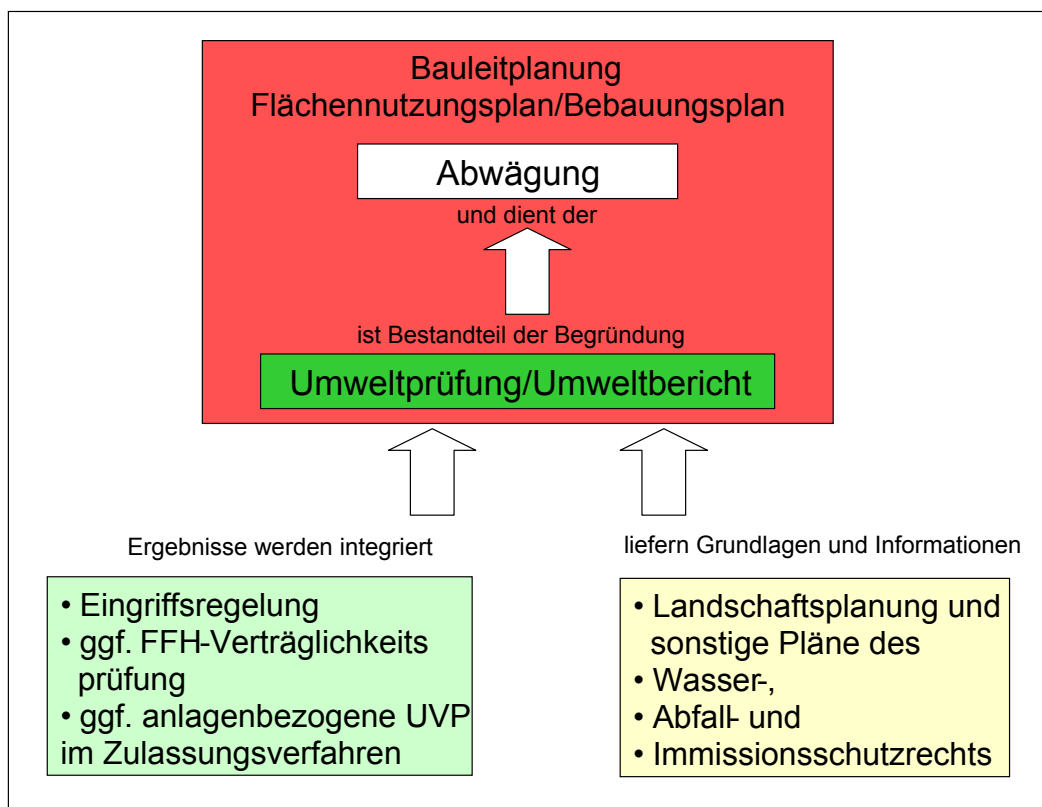 Bauleitplanung
Flächennutzungsplan/Bebauungsplan
Abwägung
und dient der
ist Bestandteil der Begründung
Umweltprüfung/Umweltbericht
Ergebnisse werden integriert
• Eingriffsregelung
• ggf. FFH-Verträglichkeits
prüfung
• ggf. anlagenbezogene UVP
im Zulassungsverfahren
liefern Grundlagen und Informationen
• Landschaftsplanung und
sonstige Pläne des
• Wasser-,
• Abfall- und
• Immissionsschutzrechts